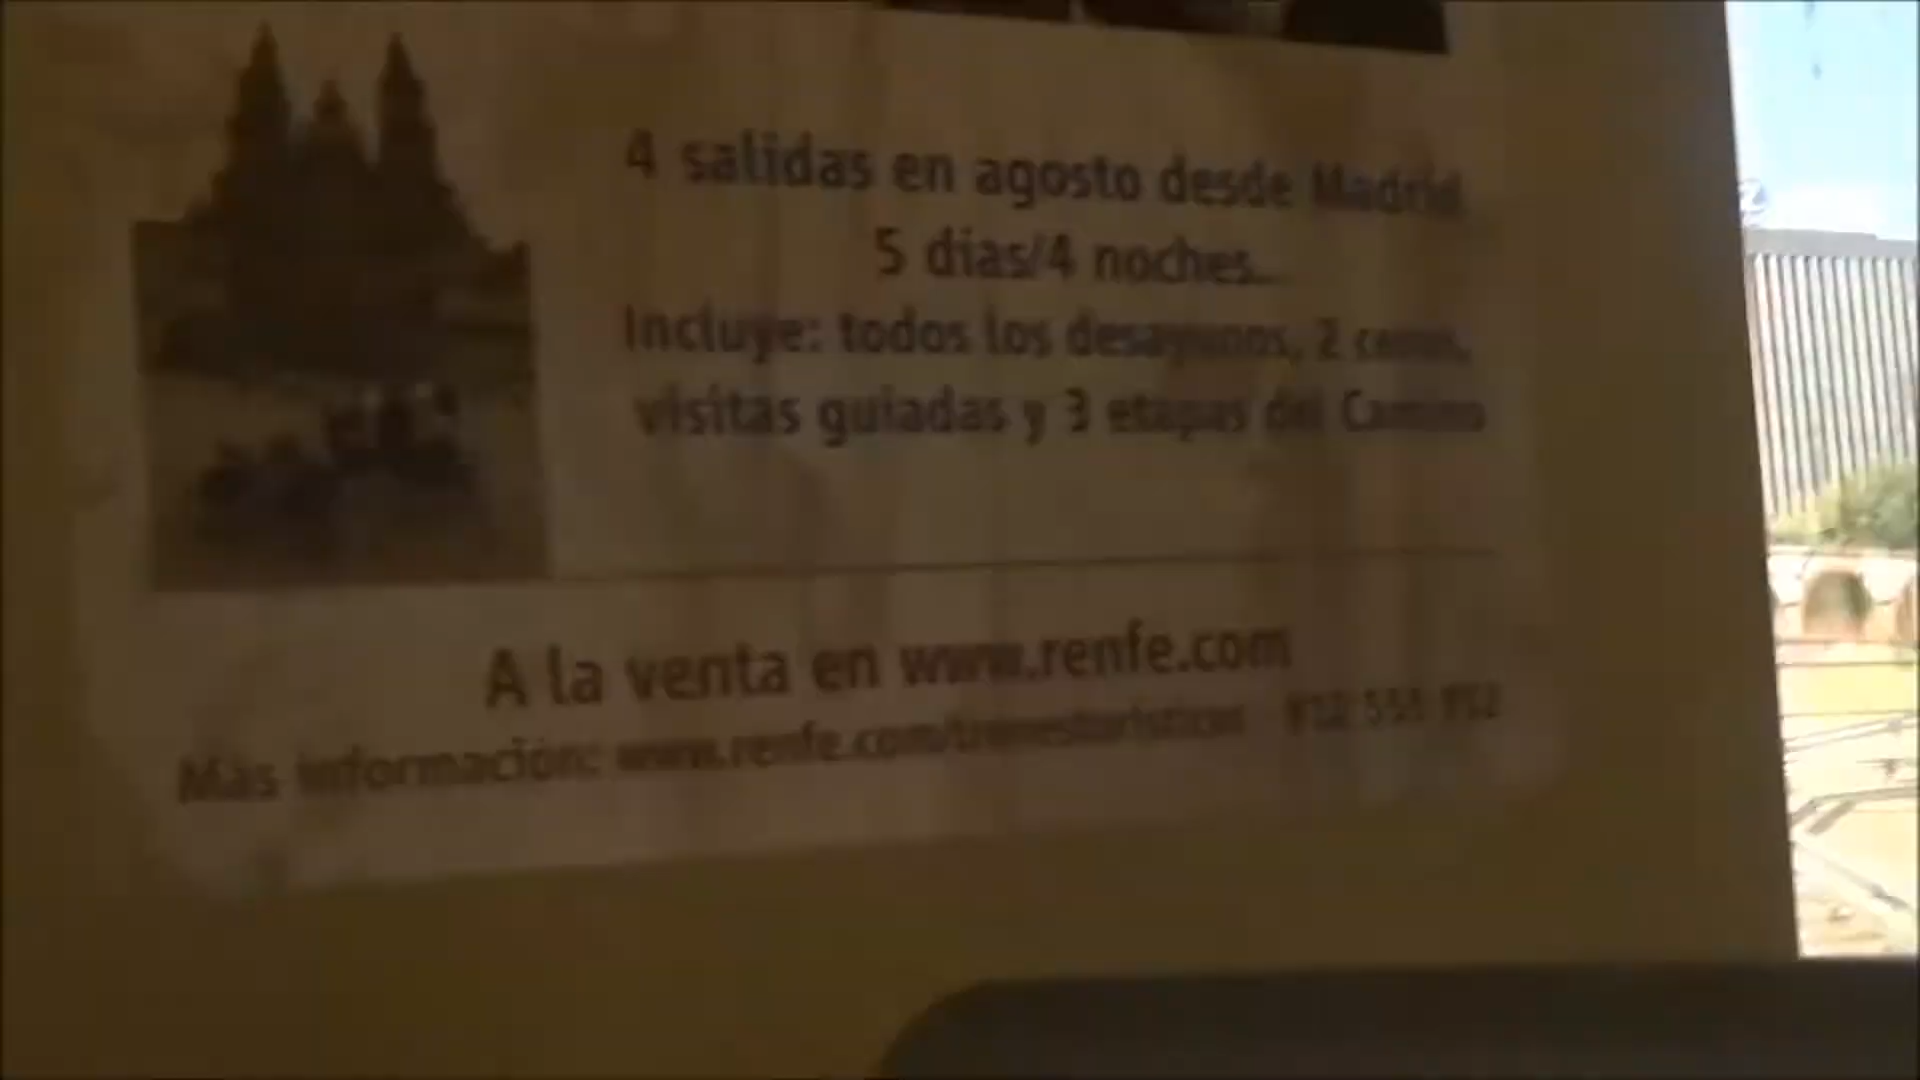 4 salidas en agosto desde Madrid
5 días/4 noches.
Incluye: todos los desayunos, 2 cenas,
visitas guiadas y 3 etapas del Camino
A la venta en www.renfe.com
Más información: www.renfe.com/trenesturisticos